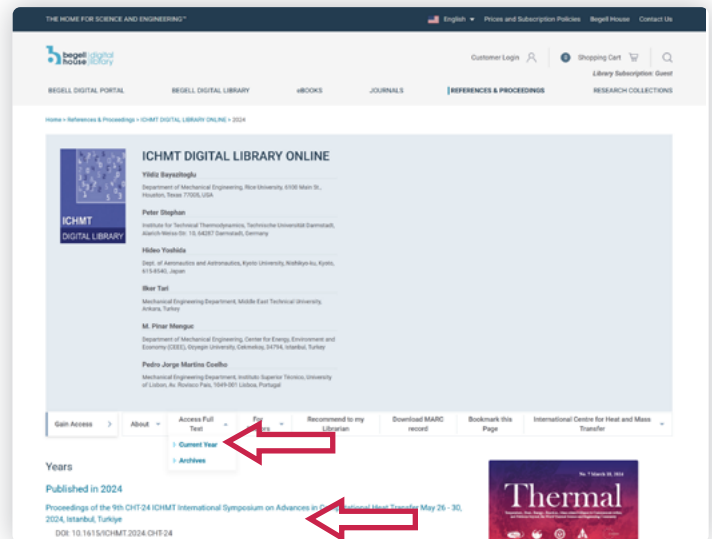 THE HOME FOR SCIENCE AND ENGINEERING™
English Prices and Subscription Policies Begell House Contact Us
begell digital
house library
Customer Login 0 Shopping Cart
Library Subscription: Guest
BEGELL DIGITAL PORTAL BEGELL DIGITAL LIBRARY eBOOKS JOURNALS REFERENCES & PROCEEDINGS RESEARCH COLLECTIONS
Home > References & Proceedings > ICHMT DIGITAL LIBRARY ONLINE > 2024
ICHMT
DIGITAL LIBRARY
ICHMT DIGITAL LIBRARY ONLINE
Yildiz Bayazitoglu
Department of Mechanical Engineering, Rice University, 6100 Main St.,
Houston, Texas 77005, USA
Peter Stephan
Institute for Technical Thermodynamics, Technische Universität Darmstadt,
Alarich-Weiss-Str. 10, 64287 Darmstadt, Germany
Hideo Yoshida
Dept. of Aeronautics and Astronautics, Kyoto University, Nishikyo-ku, Kyoto,
615-8540, Japan
Ilker Tari
Mechanical Engineering Department, Middle East Technical University,
Ankara, Turkey
M. Pinar Menguc
Department of Mechanical Engineering, Center for Energy, Environment and
Economy (CEEE), Ozyegin University, Cekmekoy, 34794, Istanbul, Turkey
Pedro Jorge Martins Coelho
Mechanical Engineering Department, Instituto Superior Técnico, University
of Lisbon, Av. Rovisco Pais, 1049-001 Lisboa, Portugal
Gain Access About Access Full Text For Recommend to my Librarian Download MARC record Bookmark this Page International Centre for Heat and Mass Transfer
Current Year
Archives
Years
Published in 2024
Proceedings of the 9th CHT-24 ICHMT International Symposium on Advances in Computational Heat Transfer May 26 - 30,
2024, Istanbul, Turkiye
DOI: 10.1615/ICHMT.2024.CHT-24
No. 7 March 20, 2024
Thermal